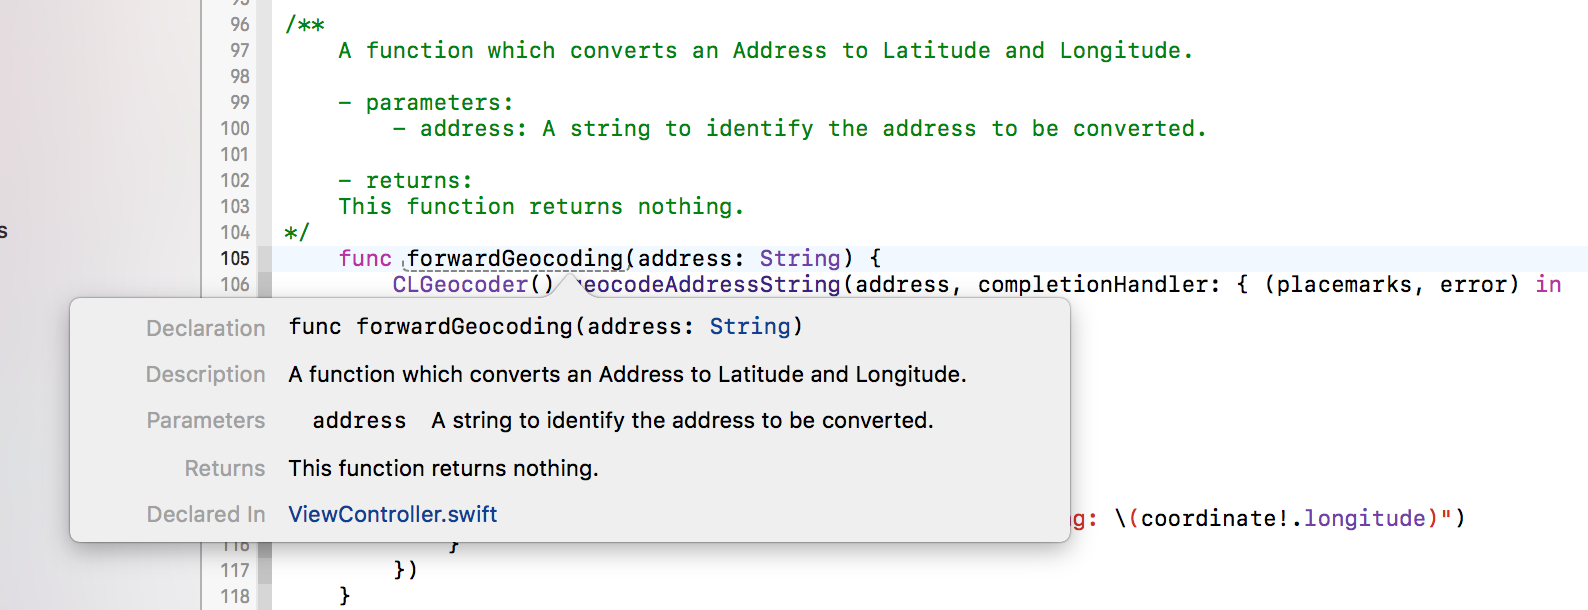 95
96 /**
97 A function which converts an Address to Latitude and Longitude.
98
99 - parameters:
100 - address: A string to identify the address to be converted.
101
102 - returns:
103 This function returns nothing.
104 */
105 func forwardGeocoding(address: String) {
106 CLGeocoder() geocodeAddressString(address, completionHandler: { (placemarks, error) in
s
Declaration func forwardGeocoding(address: String)
Description A function which converts an Address to Latitude and Longitude.
Parameters address A string to identify the address to be converted.
Returns This function returns nothing.
Declared In ViewController.swift
g: \(coordinate!.longitude)")
116 }
117 })
118 }